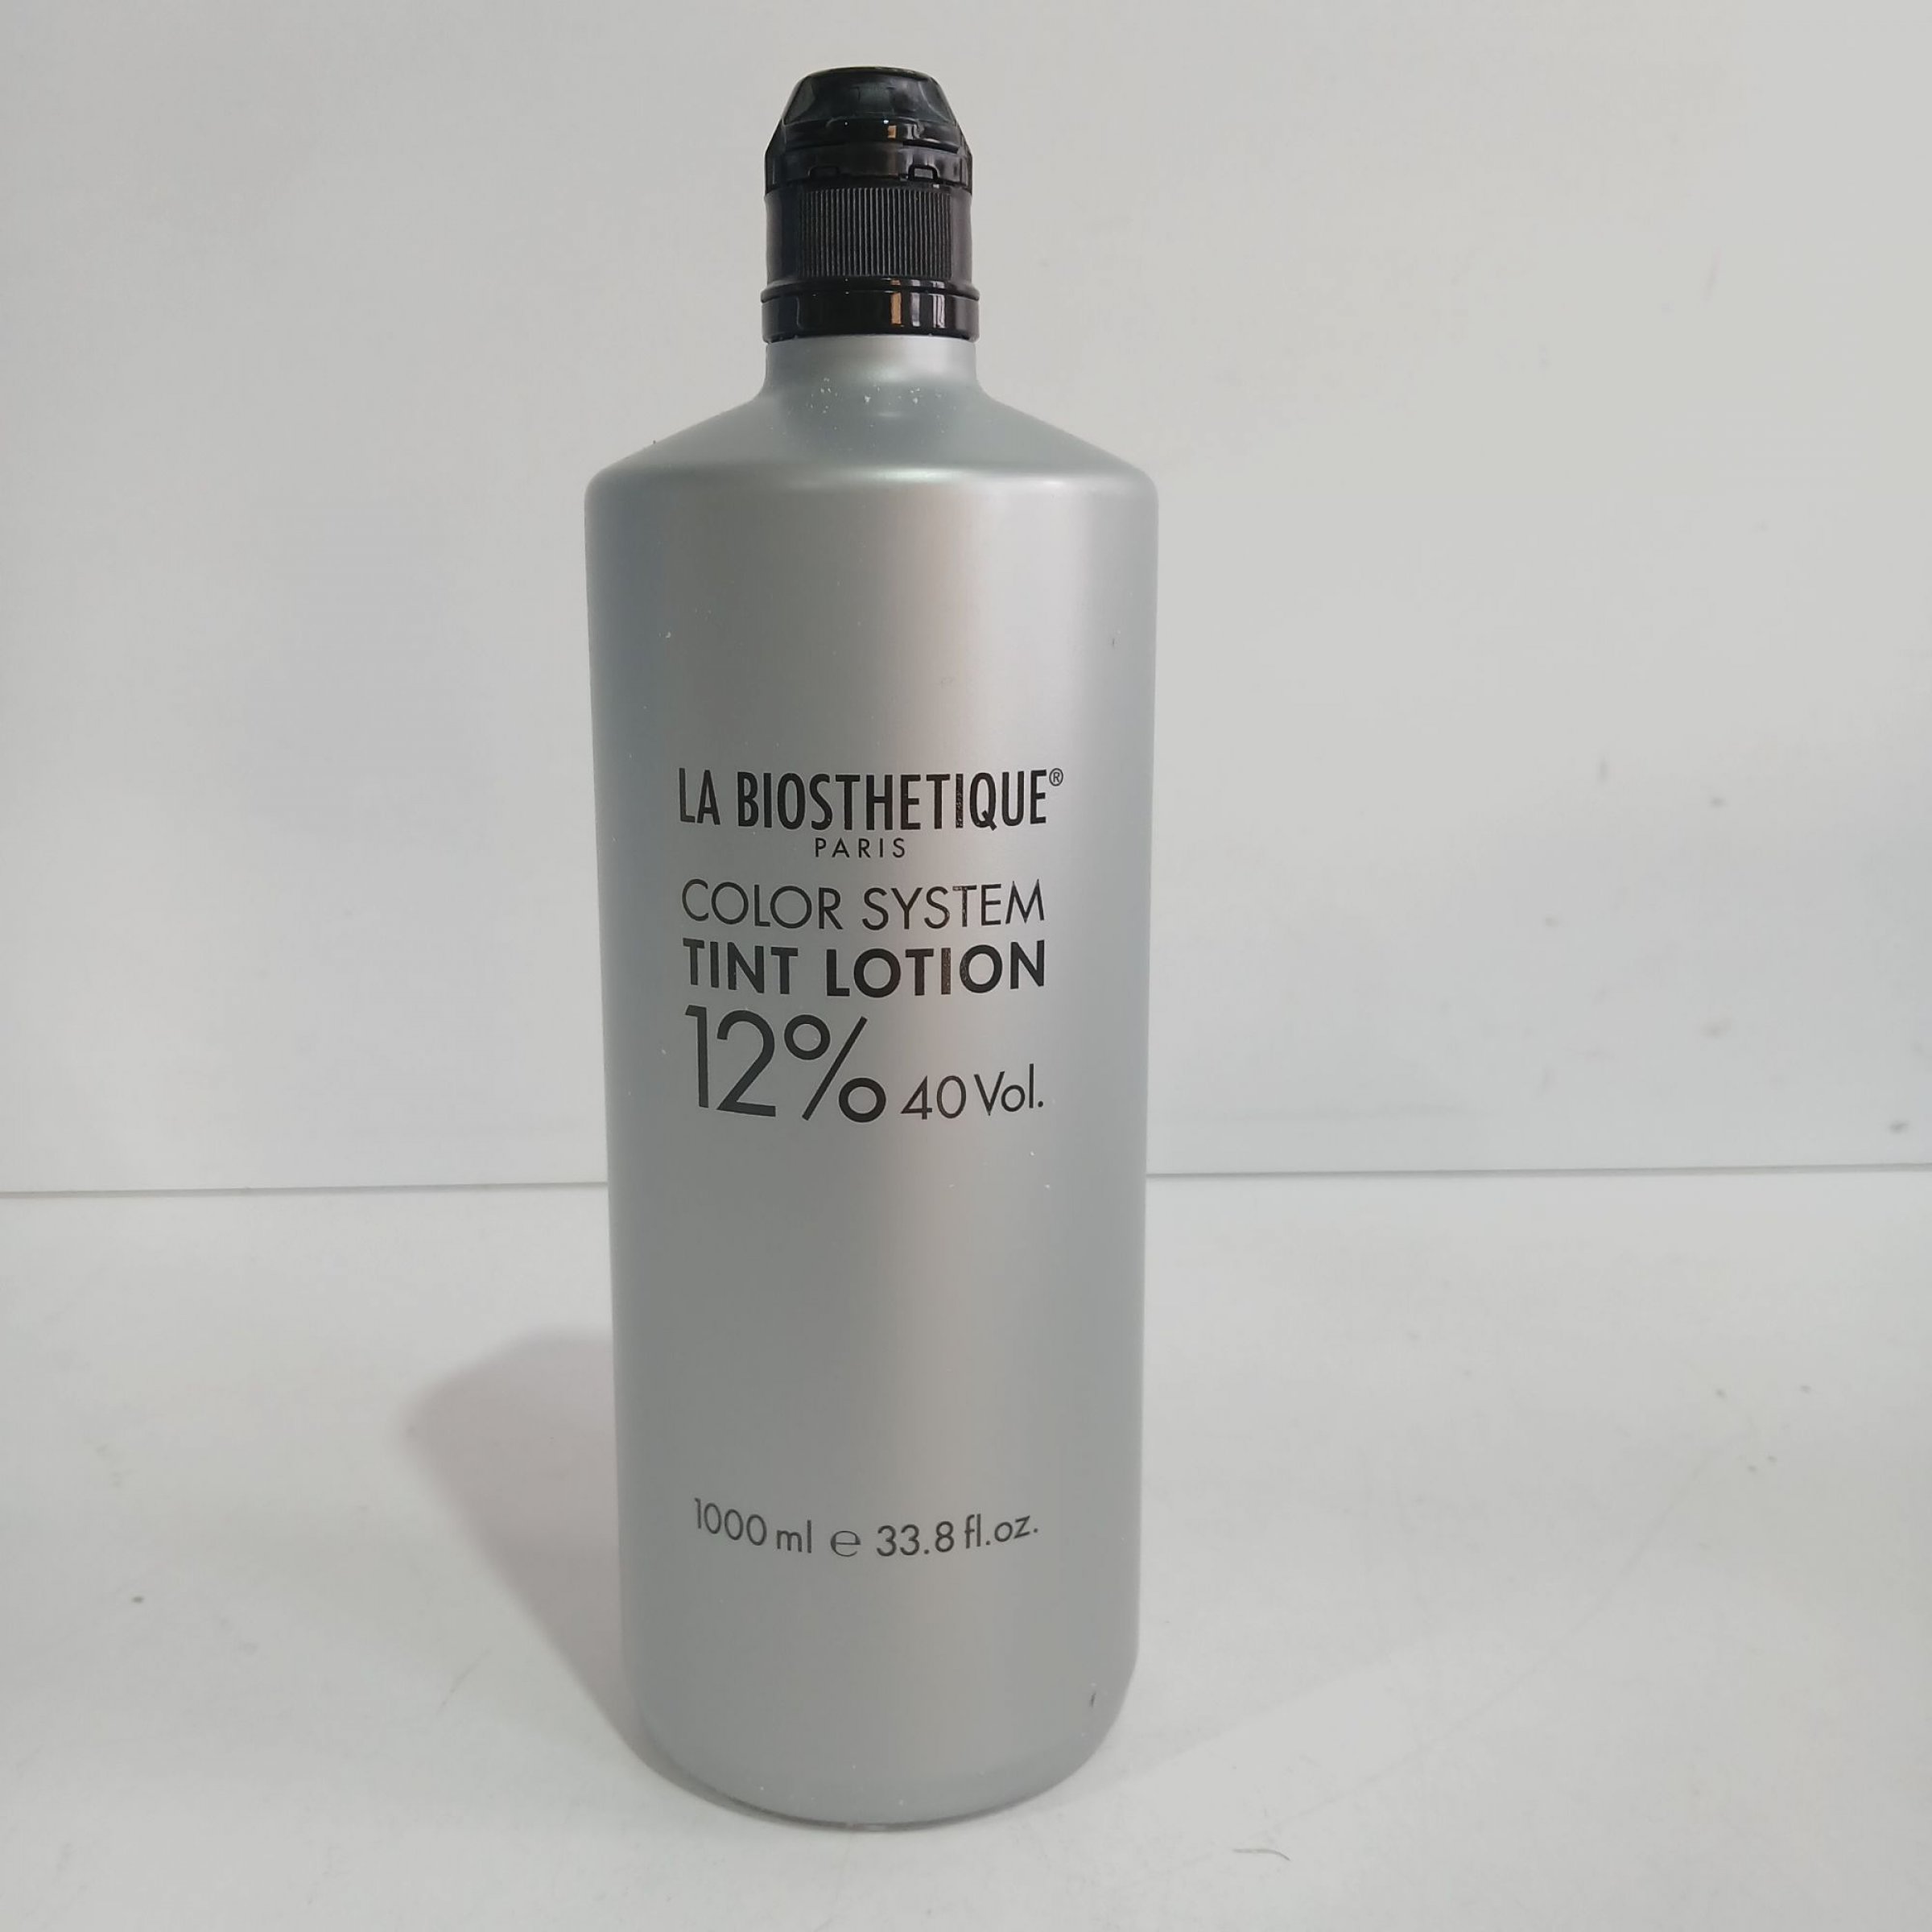 LA BIOSTHETIQUE®
PARIS
COLOR SYSTEM
TINT LOTION
12% 40 Vol.
1000 ml ℮ 33.8 fl.oz.